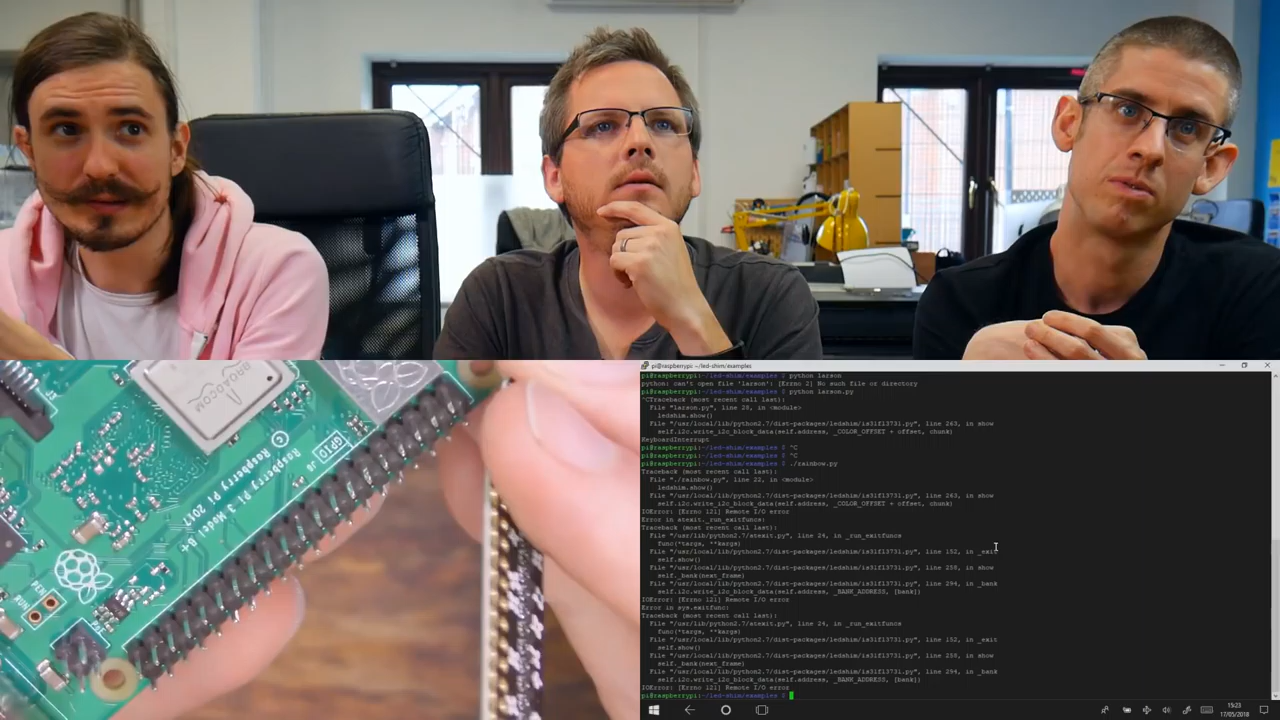 BROADCOM
GPIO
J8
2017
pi@raspberrypi: ~/led-shim/examples
pi@raspberrypi:~/led-shim/examples $ python larson
python: can't open file 'larson': [Errno 2] No such file or directory
pi@raspberrypi:~/led-shim/examples $ python larson.py
^CTraceback (most recent call last):
File "larson.py", line 28, in <module>
ledshim.show()
File "/usr/local/lib/python2.7/dist-packages/ledshim/is31fl3731.py", line 263, in show
self.i2c.write_i2c_block_data(self.address, _COLOR_OFFSET + offset, chunk)
KeyboardInterrupt
pi@raspberrypi:~/led-shim/examples $ ^C
pi@raspberrypi:~/led-shim/examples $ ^C
pi@raspberrypi:~/led-shim/examples $ ./rainbow.py
Traceback (most recent call last):
File "./rainbow.py", line 22, in <module>
ledshim.show()
File "/usr/local/lib/python2.7/dist-packages/ledshim/is31fl3731.py", line 263, in show
self.i2c.write_i2c_block_data(self.address, _COLOR_OFFSET + offset, chunk)
IOError: [Errno 121] Remote I/O error
Error in atexit._run_exitfuncs:
Traceback (most recent call last):
File "/usr/lib/python2.7/atexit.py", line 24, in _run_exitfuncs
func(*targs, **kargs)
File "/usr/local/lib/python2.7/dist-packages/ledshim/is31fl3731.py", line 152, in _exit
self.show()
File "/usr/local/lib/python2.7/dist-packages/ledshim/is31fl3731.py", line 258, in show
self._bank(next_frame)
File "/usr/local/lib/python2.7/dist-packages/ledshim/is31fl3731.py", line 294, in _bank
self.i2c.write_i2c_block_data(self.address, _BANK_ADDRESS, [bank])
IOError: [Errno 121] Remote I/O error
Error in sys.exitfunc:
Traceback (most recent call last):
File "/usr/lib/python2.7/atexit.py", line 24, in _run_exitfuncs
func(*targs, **kargs)
File "/usr/local/lib/python2.7/dist-packages/ledshim/is31fl3731.py", line 152, in _exit
self.show()
File "/usr/local/lib/python2.7/dist-packages/ledshim/is31fl3731.py", line 258, in show
self._bank(next_frame)
File "/usr/local/lib/python2.7/dist-packages/ledshim/is31fl3731.py", line 294, in _bank
self.i2c.write_i2c_block_data(self.address, _BANK_ADDRESS, [bank])
IOError: [Errno 121] Remote I/O error
pi@raspberrypi:~/led-shim/examples $
15:23
17/05/2018